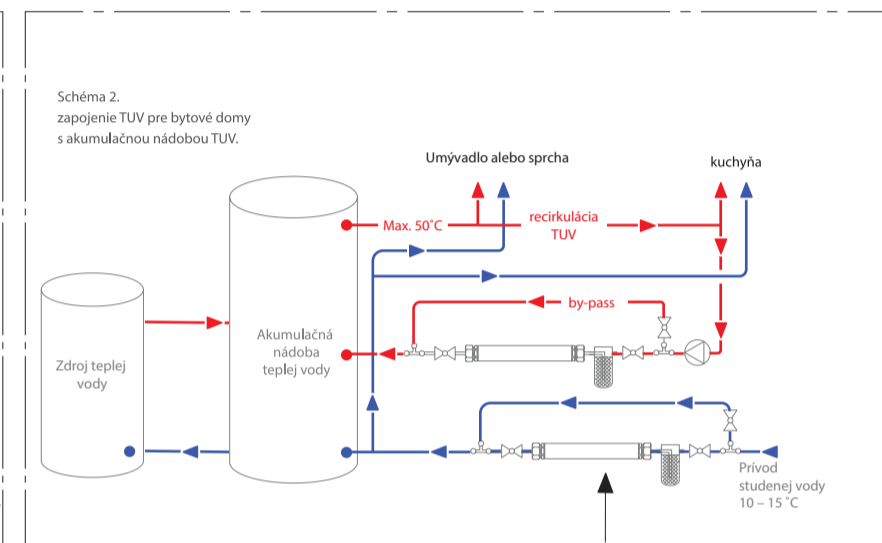 Schéma 2.
zapojenie TUV pre bytové domy
s akumulačnou nádobou TUV.
Umývadlo alebo sprcha
kuchyňa
Max. 50˚C
recirkulácia
TUV
by-pass
Zdroj teplej
vody
Akumulačná
nádoba
teplej vody
Prívod
studenej vody
10 – 15 ˚C